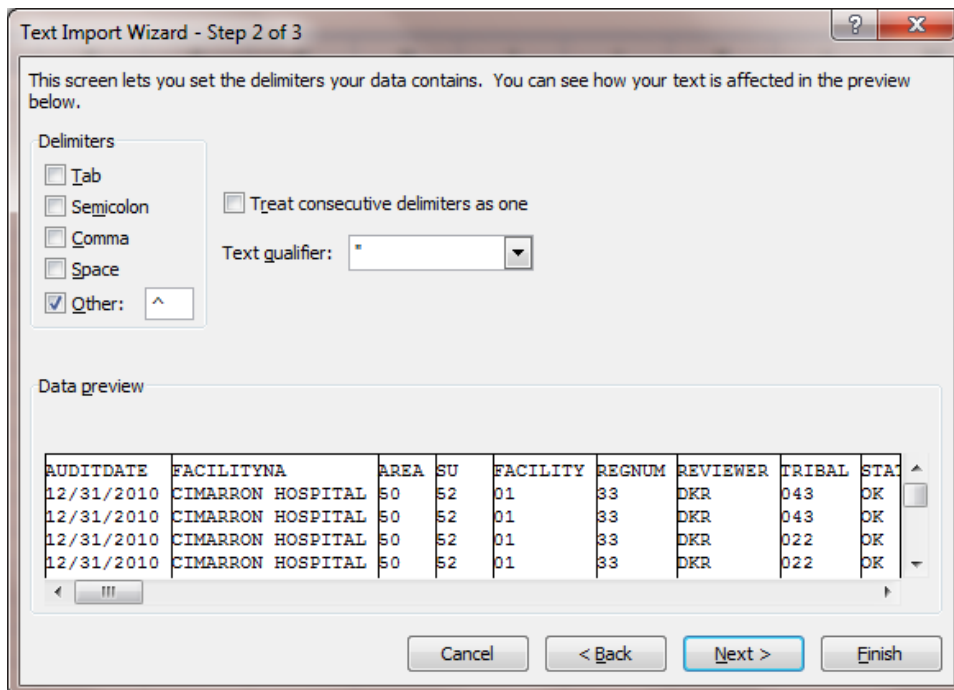 Text Import Wizard - Step 2 of 3
This screen lets you set the delimiters your data contains. You can see how your text is affected in the preview
below.
Delimiters
Tab
Semicolon
Comma
Space
Other: ^
Treat consecutive delimiters as one
Text qualifier: "
Data preview
AUDITDATE FACILITYNA AREA SU FACILITY REGNUM REVIEWER TRIBAL STAT
12/31/2010 CIMARRON HOSPITAL 50 52 01 33 DKR 043 OK
12/31/2010 CIMARRON HOSPITAL 50 52 01 33 DKR 043 OK
12/31/2010 CIMARRON HOSPITAL 50 52 01 33 DKR 022 OK
12/31/2010 CIMARRON HOSPITAL 50 52 01 33 DKR 022 OK
Cancel < Back Next > Finish